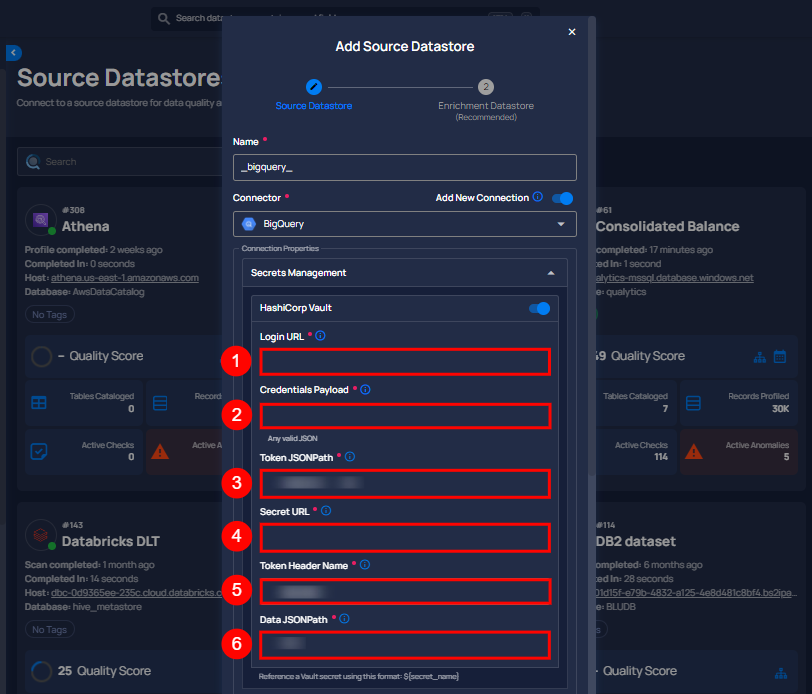 Search
Add Source Datastore
Source Datastore
Connect to a source datastore for data quality a
2
Source Datastore
Enrichment Datastore
(Recommended)
Name *
_bigquery_
Search
Connector *
Add New Connection
BigQuery
Connection Properties
Secrets Management
HashiCorp Vault
Login URL *
1
Credentials Payload *
2
Any valid JSON
Token JSONPath *
3
Secret URL *
4
Token Header Name *
5
Data JSONPath *
6
Reference a Vault secret using this format: ${secret_name}
#308
Athena
Profile completed: 2 weeks ago
Completed In: 0 seconds
Host: athena.us-east-1.amazonaws.com
Database: AwsDataCatalog
No Tags
– Quality Score
Tables Cataloged
0
Records
Active Checks
0
Active A
#143
Databricks DLT
Scan completed: 1 month ago
Completed In: 14 seconds
Host: dbc-0d9365ee-235c.cloud.databricks.c
Database: hive_metastore
No Tags
25 Quality Score
#61
Consolidated Balance
completed: 17 minutes ago
In: 1 second
alytics-mssql.database.windows.net
e: qualytics
49 Quality Score
Tables Cataloged
7
Records Profiled
30K
Active Checks
114
Active Anomalies
5
#114
DB2 dataset
completed: 6 months ago
In: 28 seconds
01d15f-e79b-4832-a125-4e8d481c8bf4.bs2ipa...
e: BLUDB
Quality Score